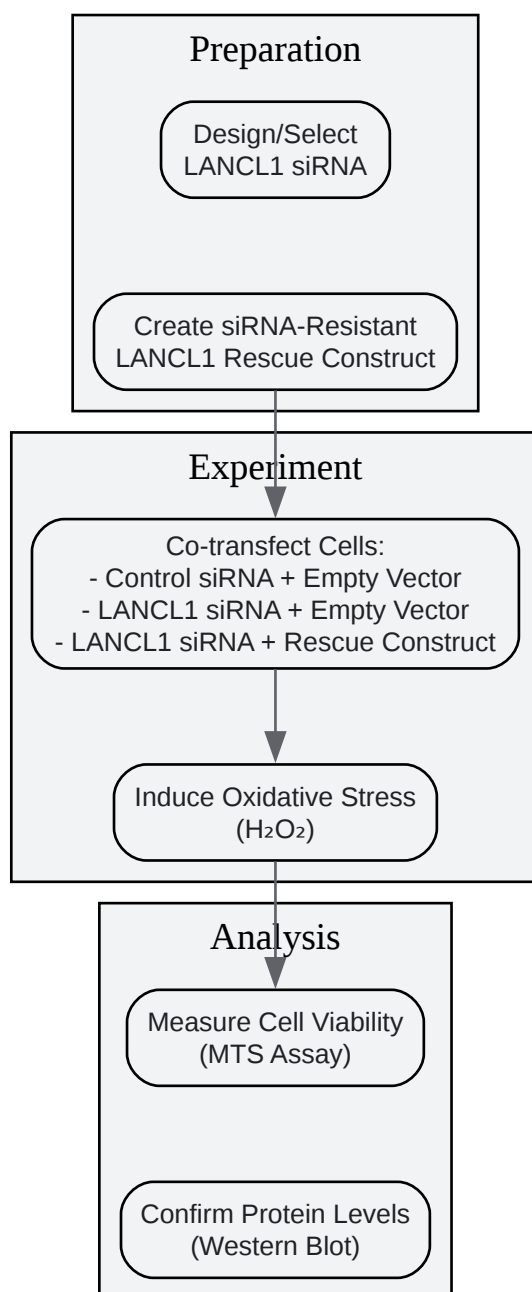 Preparation
Design/Select
LANCL1 siRNA
Create siRNA-Resistant
LANCL1 Rescue Construct
Experiment
Co-transfect Cells:
- Control siRNA + Empty Vector
- LANCL1 siRNA + Empty Vector
- LANCL1 siRNA + Rescue Construct
Induce Oxidative Stress
(H₂O₂)
Analysis
Measure Cell Viability
(MTS Assay)
Confirm Protein Levels
(Western Blot)